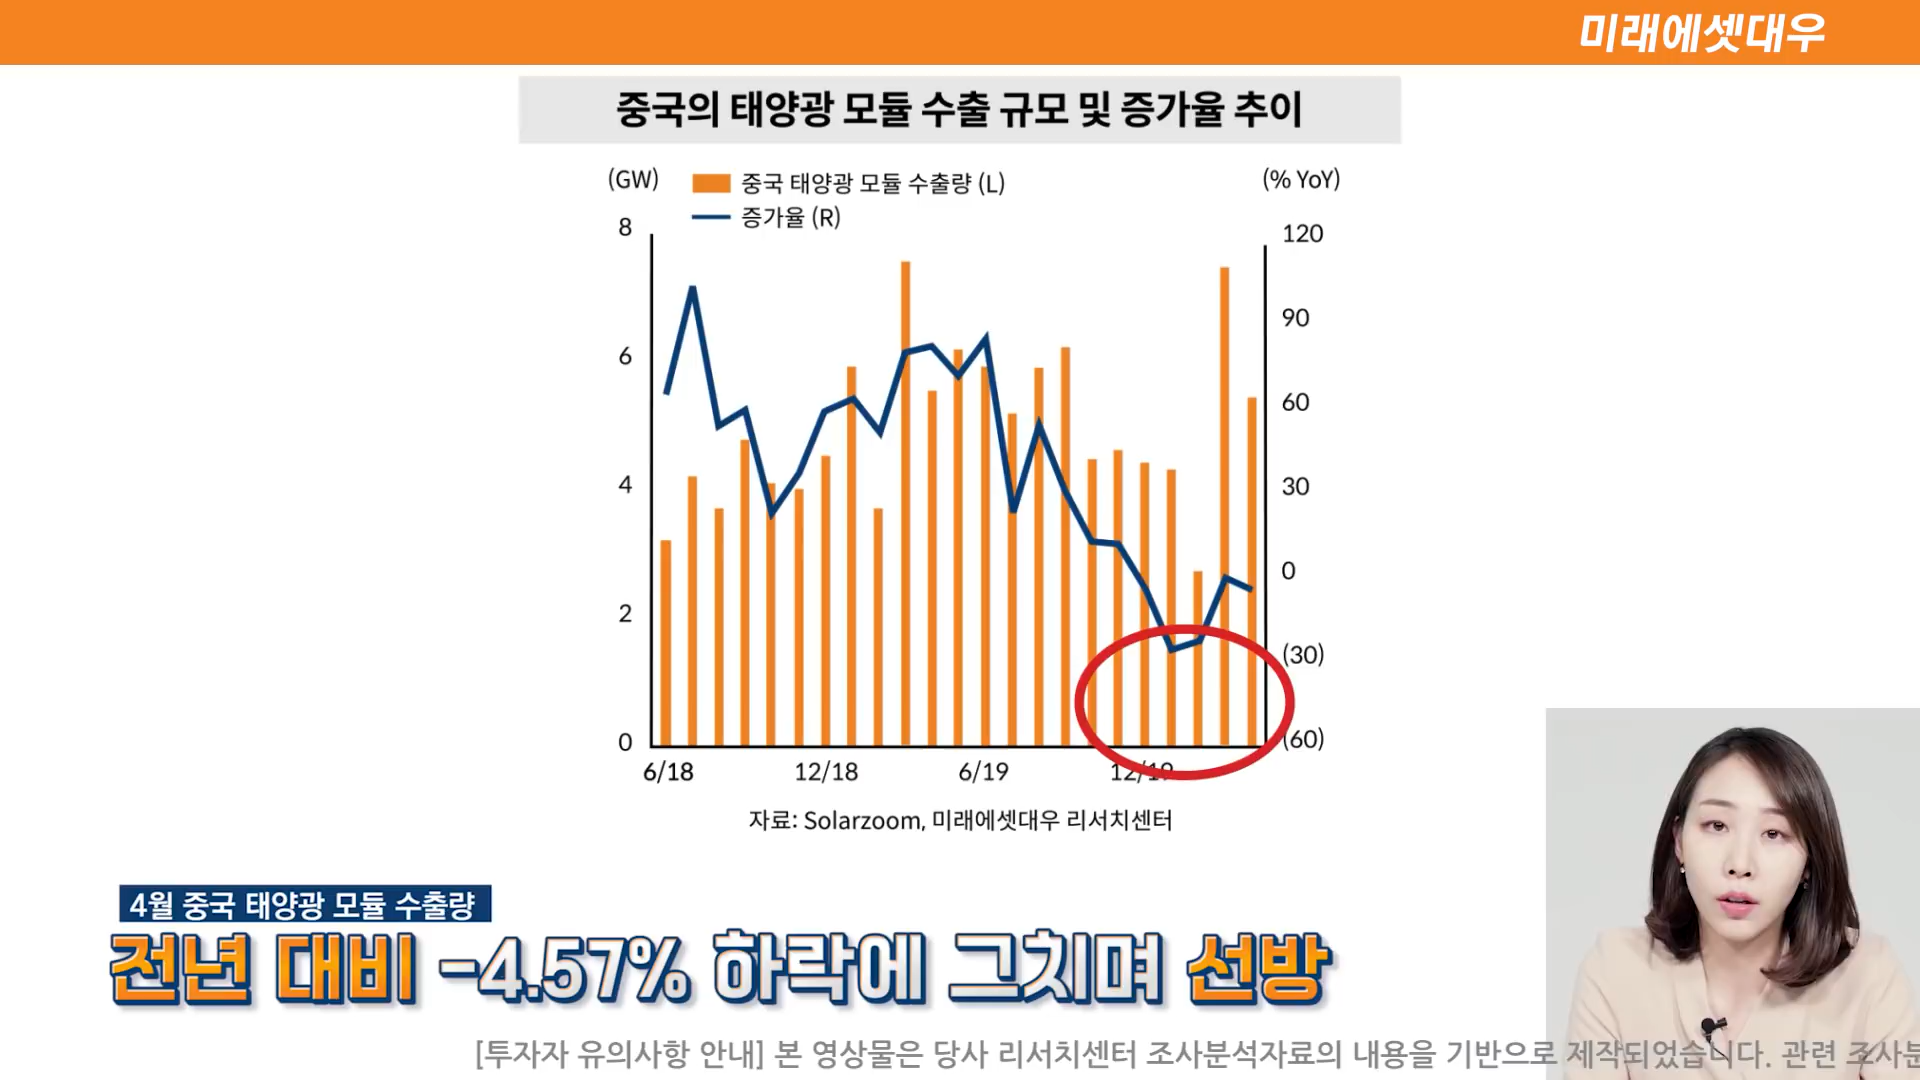 미래에셋대우
중국의 태양광 모듈 수출 규모 및 증가율 추이
(GW)
(% YoY)
중국 태양광 모듈 수출량 (L)
증가율 (R)
8
6
4
2
0
120
90
60
30
0
(30)
(60)
6/18
12/18
6/19
12/19
자료: Solarzoom, 미래에셋대우 리서치센터
4월 중국 태양광 모듈 수출량
전년 대비 -4.57% 하락에 그치며 선방
[투자자 유의사항 안내] 본 영상물은 당사 리서치센터 조사분석자료의 내용을 기반으로 제작되었습니다. 관련 조사분